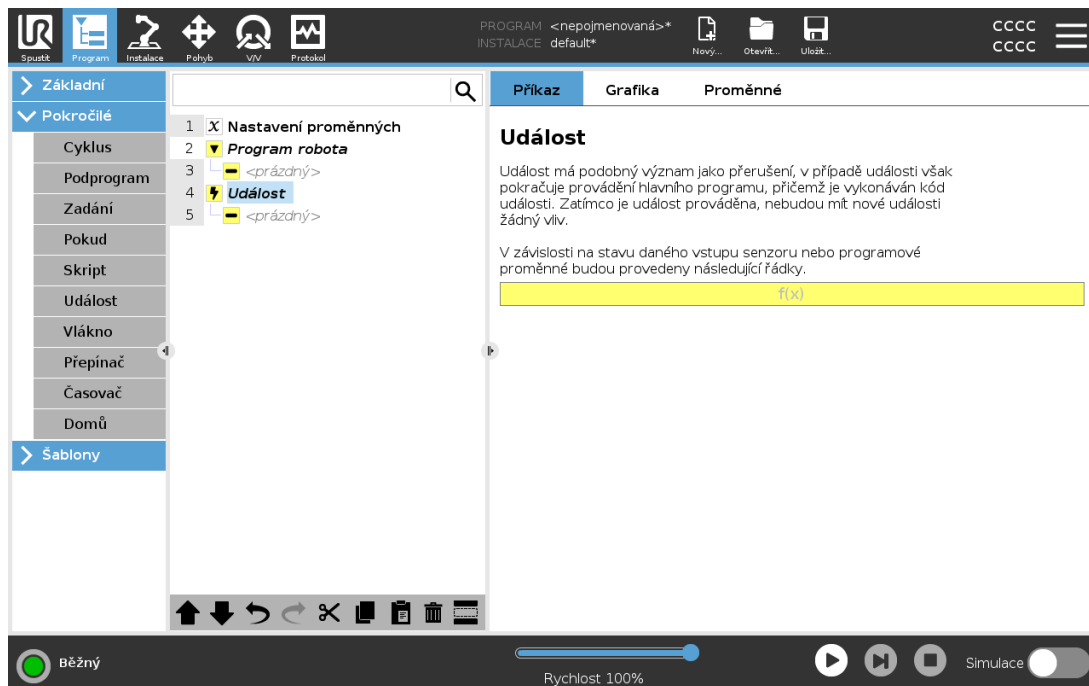 PROGRAM <nepojmenovaná>*
INSTALACE default*
CCCC
CCCC
Spustit Program Instalace Pohyb V/V Protokol Nový... Otevřít... Uložit...
Základní
Pokročilé
Cyklus
Podprogram
Zadání
Pokud
Skript
Událost
Vlákno
Přepínač
Časovač
Domů
Šablony
1 X Nastavení proměnných
2 Program robota
3 <prázdný>
4 Událost
5 <prázdný>
Příkaz Grafika Proměnné
Událost
Událost má podobný význam jako přerušení, v případě události však
pokračuje provádění hlavního programu, přičemž je vykonáván kód
události. Zatímco je událost prováděna, nebudou mít nové události
žádný vliv.
V závislosti na stavu daného vstupu senzoru nebo programové
proměnné budou provedeny následující řádky.
f(x)
Běžný
Rychlost 100%
Simulace